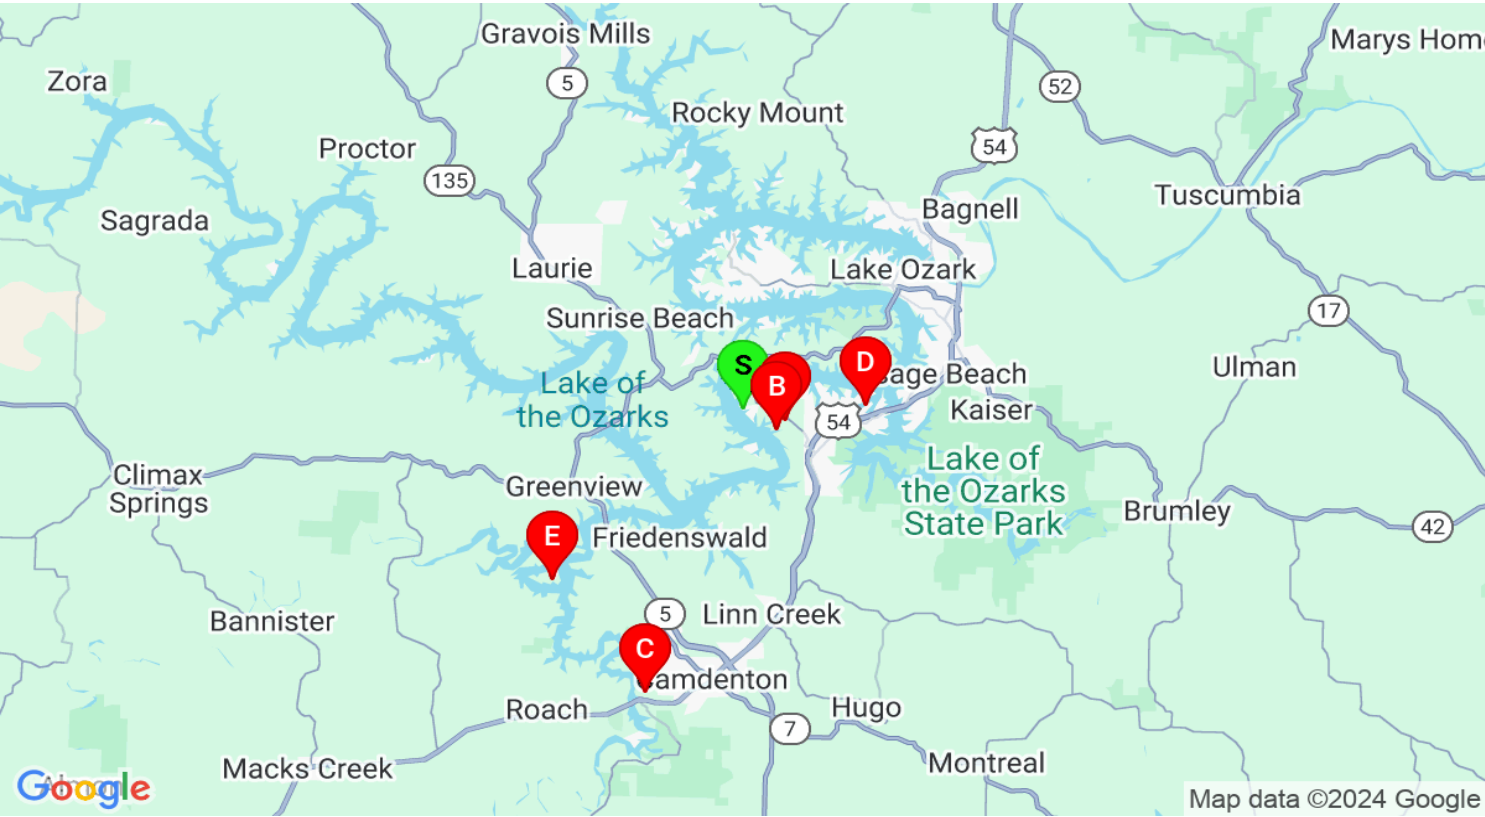 Gravois Mills
Marys Hom
Zora
5
52
Rocky Mount
54
Proctor
135
Tuscumbia
Sagrada
Bagnell
Laurie
Lake Ozark
17
Sunrise Beach
S
B
D
sage Beach
Ulman
Lake of
the Ozarks
Kaiser
54
Climax
Springs
Greenview
Lake of
the Ozarks
State Park
Brumley
42
E
Friedenswald
Bannister
5
Linn Creek
C
amdenton
Roach
Hugo
7
Macks Creek
Montreal
Google
Map data ©2024 Google